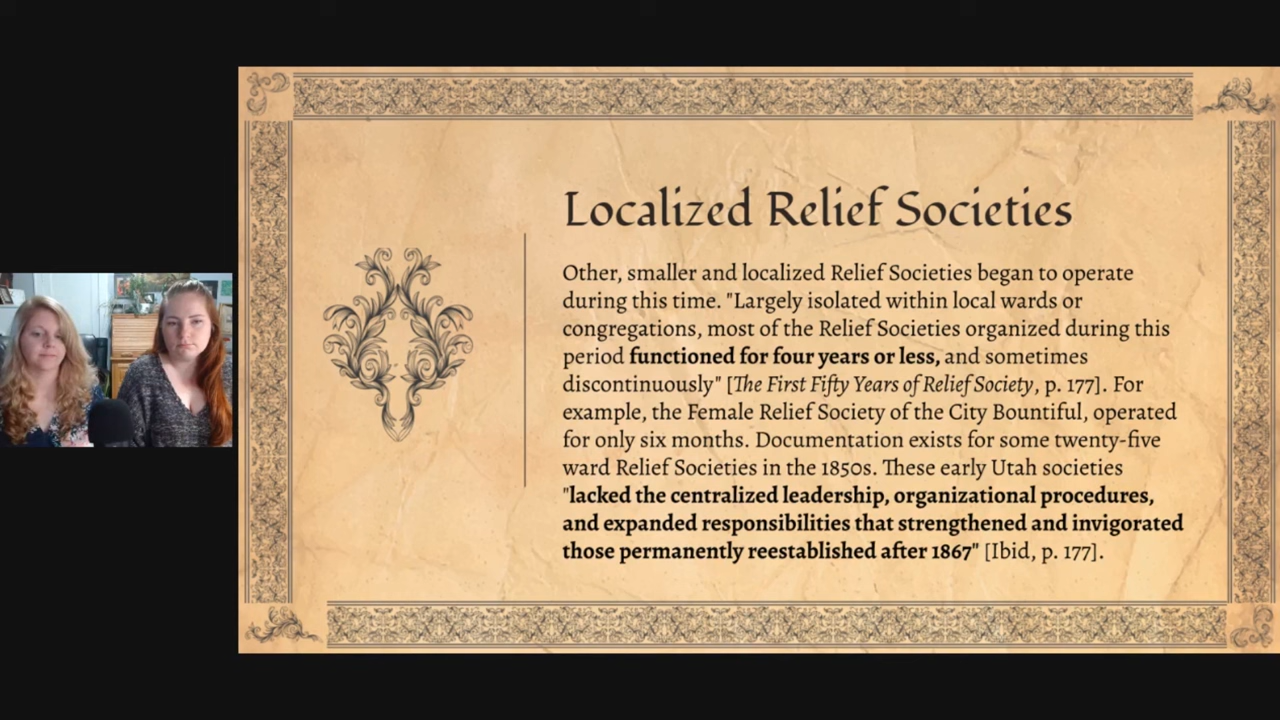 Localized Relief Societies
Other, smaller and localized Relief Societies began to operate
during this time. "Largely isolated within local wards or
congregations, most of the Relief Societies organized during this
period functioned for four years or less, and sometimes
discontinuously" [The First Fifty Years of Relief Society, p. 177]. For
example, the Female Relief Society of the City Bountiful, operated
for only six months. Documentation exists for some twenty-five
ward Relief Societies in the 1850s. These early Utah societies
"lacked the centralized leadership, organizational procedures,
and expanded responsibilities that strengthened and invigorated
those permanently reestablished after 1867" [Ibid, p. 177].